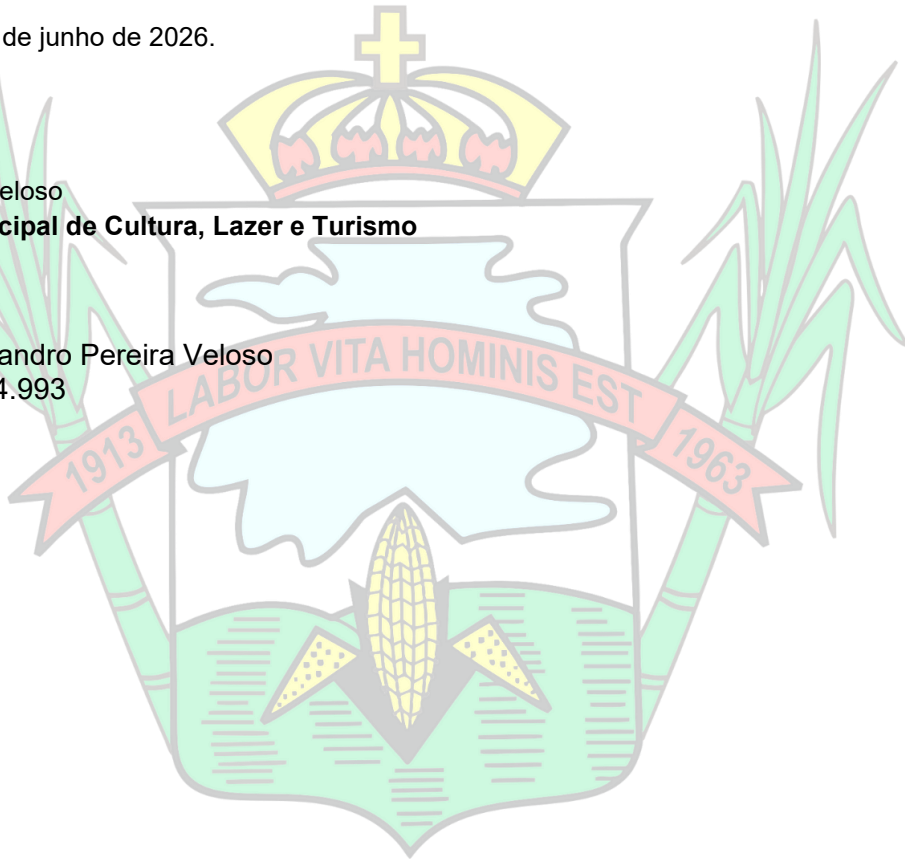 de junho de 2026.
eloso
cipal de Cultura, Lazer e Turismo
andro Pereira Veloso
4.993
LABOR VITA HOMINIS EST
1913
1963